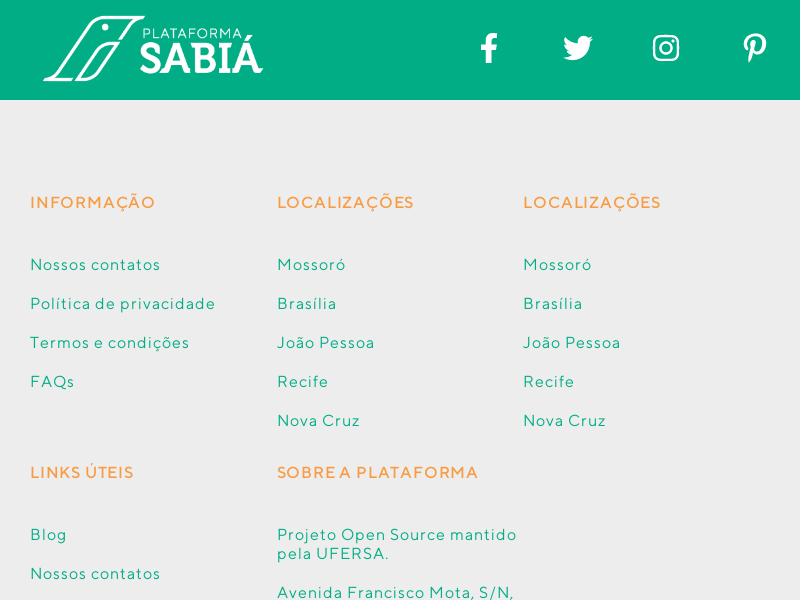 PLATAFORMA
SABIÁ
INFORMAÇÃO
Nossos contatos
Política de privacidade
Termos e condições
FAQs
LOCALIZAÇÕES
Mossoró
Brasília
João Pessoa
Recife
Nova Cruz
LOCALIZAÇÕES
Mossoró
Brasília
João Pessoa
Recife
Nova Cruz
LINKS ÚTEIS
Blog
Nossos contatos
SOBRE A PLATAFORMA
Projeto Open Source mantido
pela UFERSA.
Avenida Francisco Mota, S/N,